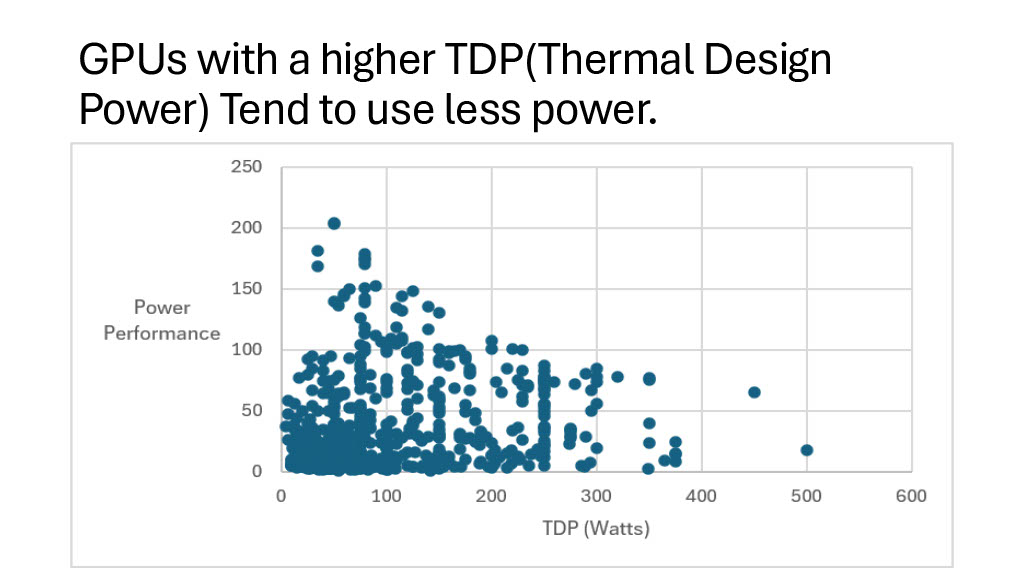 GPUs with a higher TDP(Thermal Design
Power) Tend to use less power.
250
200
150
100
50
0
Power
Performance
0 100 200 300 400 500 600
TDP (Watts)